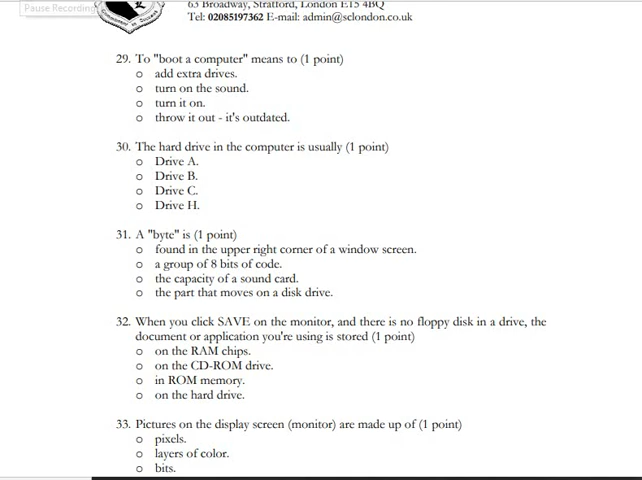 Pause Recording
63 Broadway, Stratford, London E15 4BQ
Tel: 02085197362 E-mail: admin@sclondon.co.uk
29. To "boot a computer" means to (1 point)
o add extra drives.
o turn on the sound.
o turn it on.
o throw it out - it's outdated.
30. The hard drive in the computer is usually (1 point)
o Drive A.
o Drive B.
o Drive C.
o Drive H.
31. A "byte" is (1 point)
o found in the upper right corner of a window screen.
o a group of 8 bits of code.
o the capacity of a sound card.
o the part that moves on a disk drive.
32. When you click SAVE on the monitor, and there is no floppy disk in a drive, the
document or application you're using is stored (1 point)
o on the RAM chips.
o on the CD-ROM drive.
o in ROM memory.
o on the hard drive.
33. Pictures on the display screen (monitor) are made up of (1 point)
o pixels.
o layers of color.
o bits.